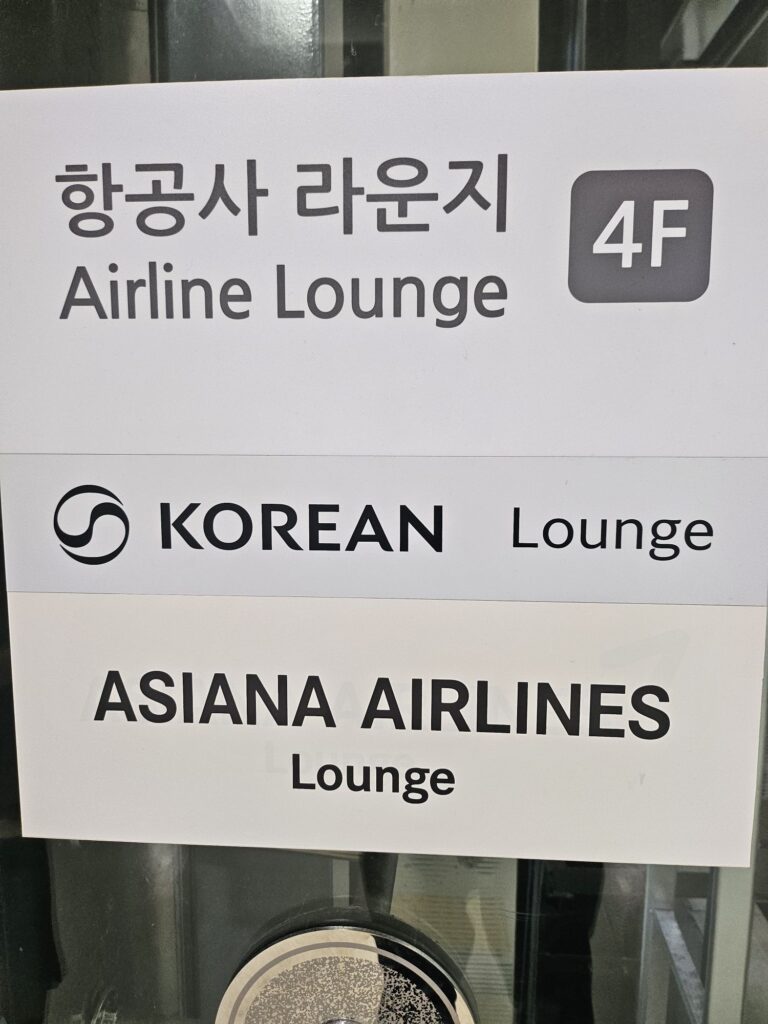 항공사 라운지
Airline Lounge
4F
KOREAN Lounge
ASIANA AIRLINES
Lounge